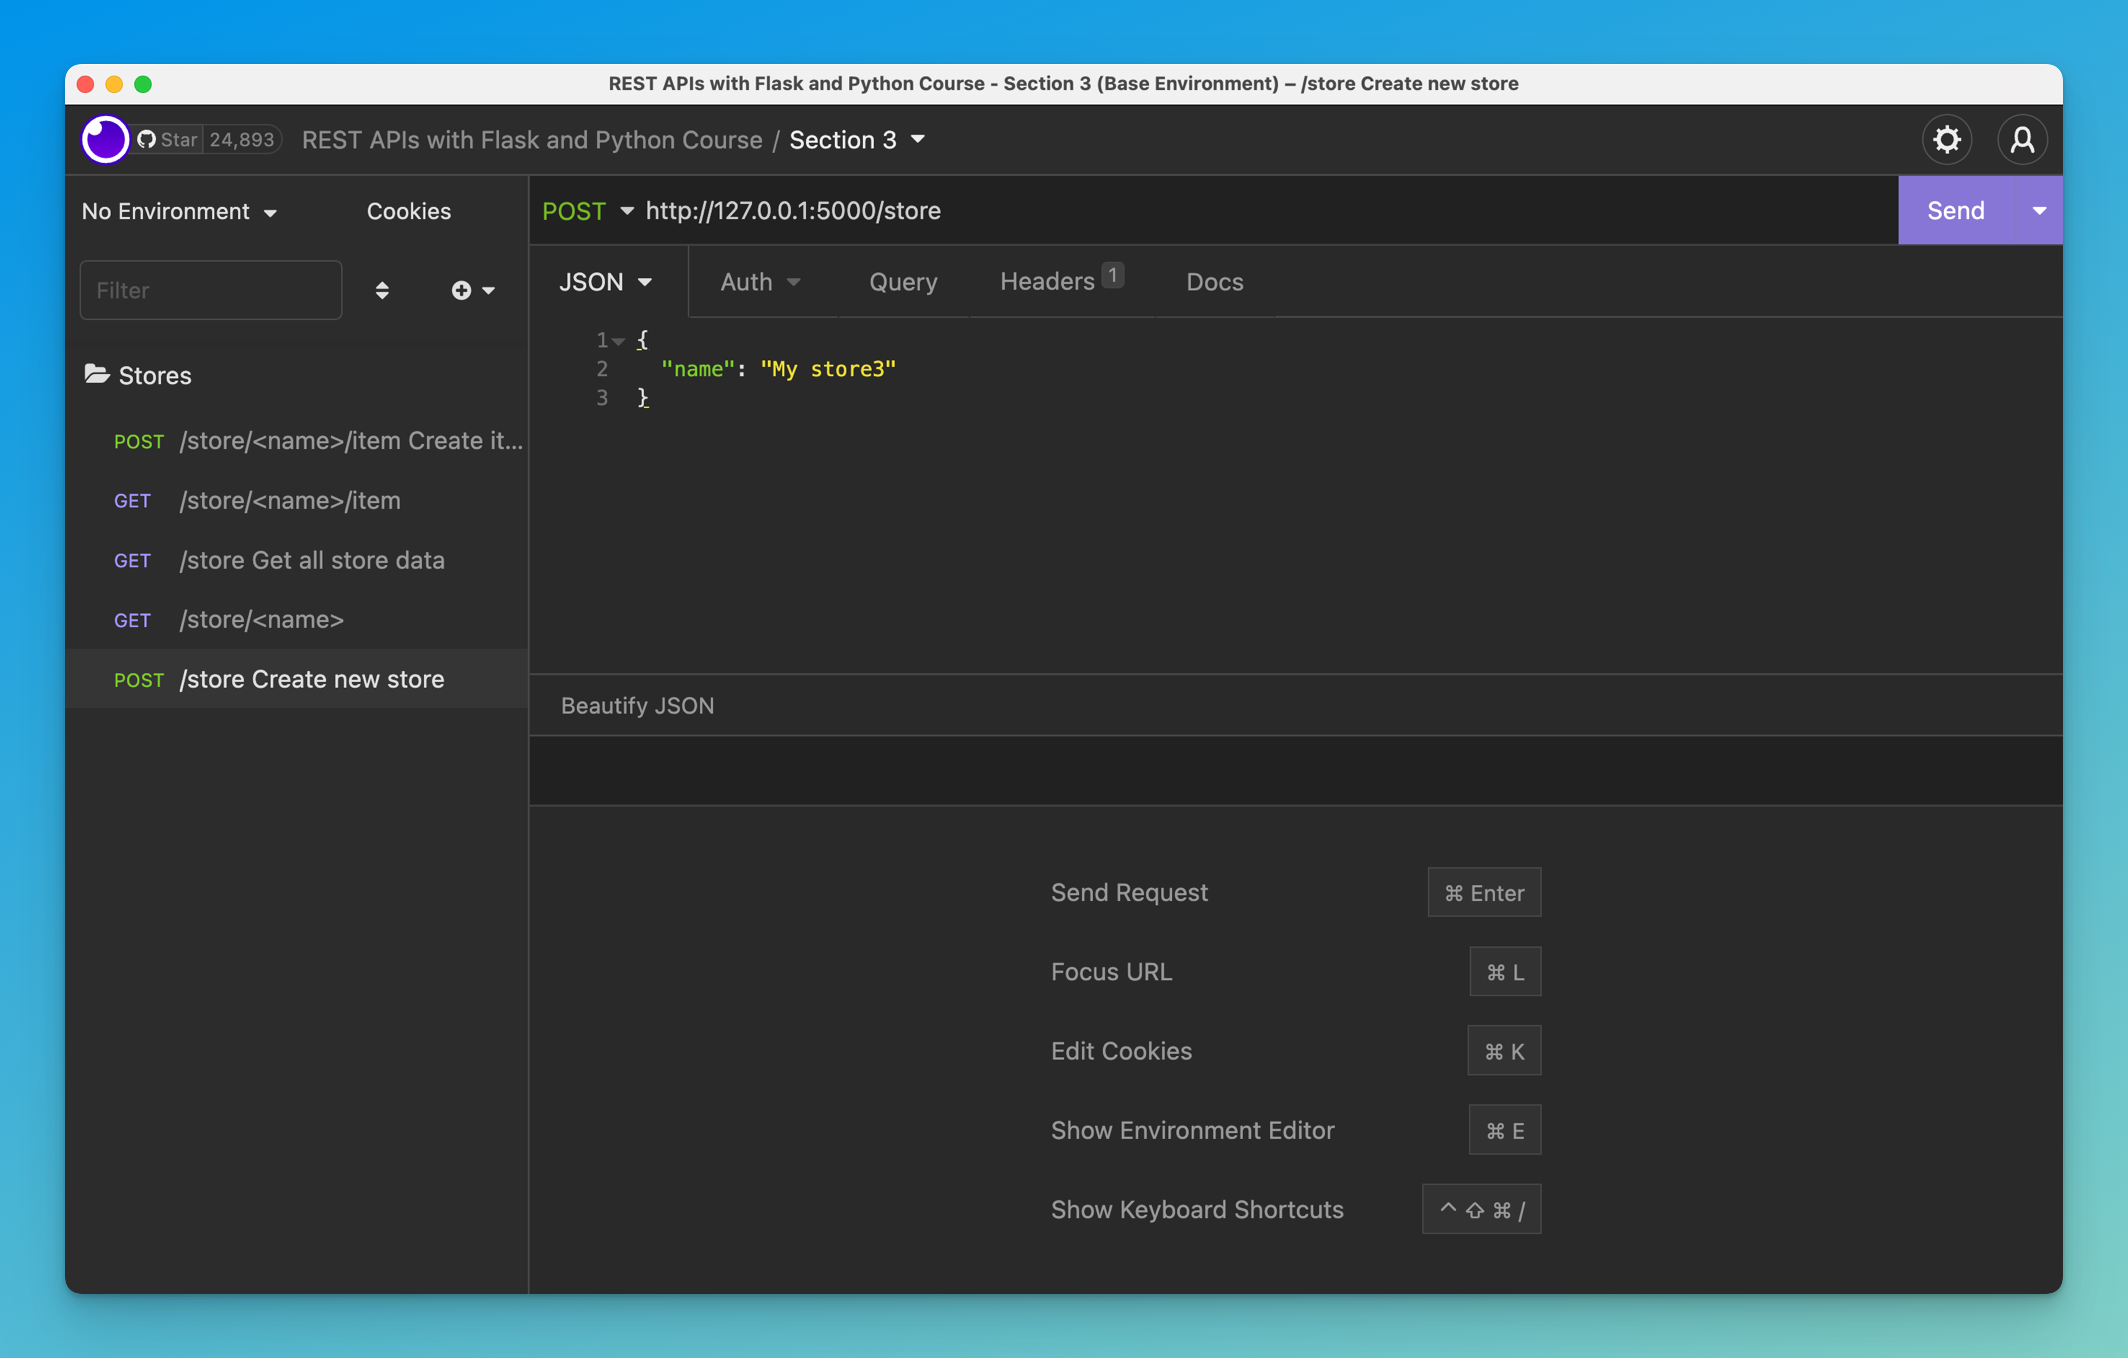 REST APIs with Flask and Python Course - Section 3 (Base Environment) – /store Create new store
Star 24,893 REST APIs with Flask and Python Course / Section 3
No Environment Cookies
Filter
Stores
POST /store/<name>/item Create it...
GET /store/<name>/item
GET /store Get all store data
GET /store/<name>
POST /store Create new store
POST http://127.0.0.1:5000/store Send
JSON Auth Query Headers 1 Docs
1 {
2 "name": "My store3"
3 }
Beautify JSON
Send Request ⌘ Enter
Focus URL ⌘ L
Edit Cookies ⌘ K
Show Environment Editor ⌘ E
Show Keyboard Shortcuts ^ ⇧ ⌘ /